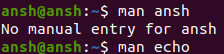 ansh@ansh:~$ man ansh
No manual entry for ansh
ansh@ansh:~$ man echo